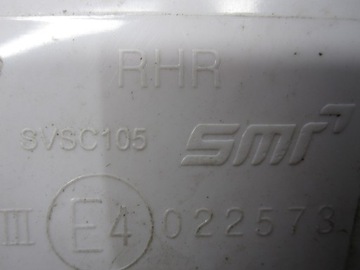 RHR
SVSC105 smr
III E4 022573